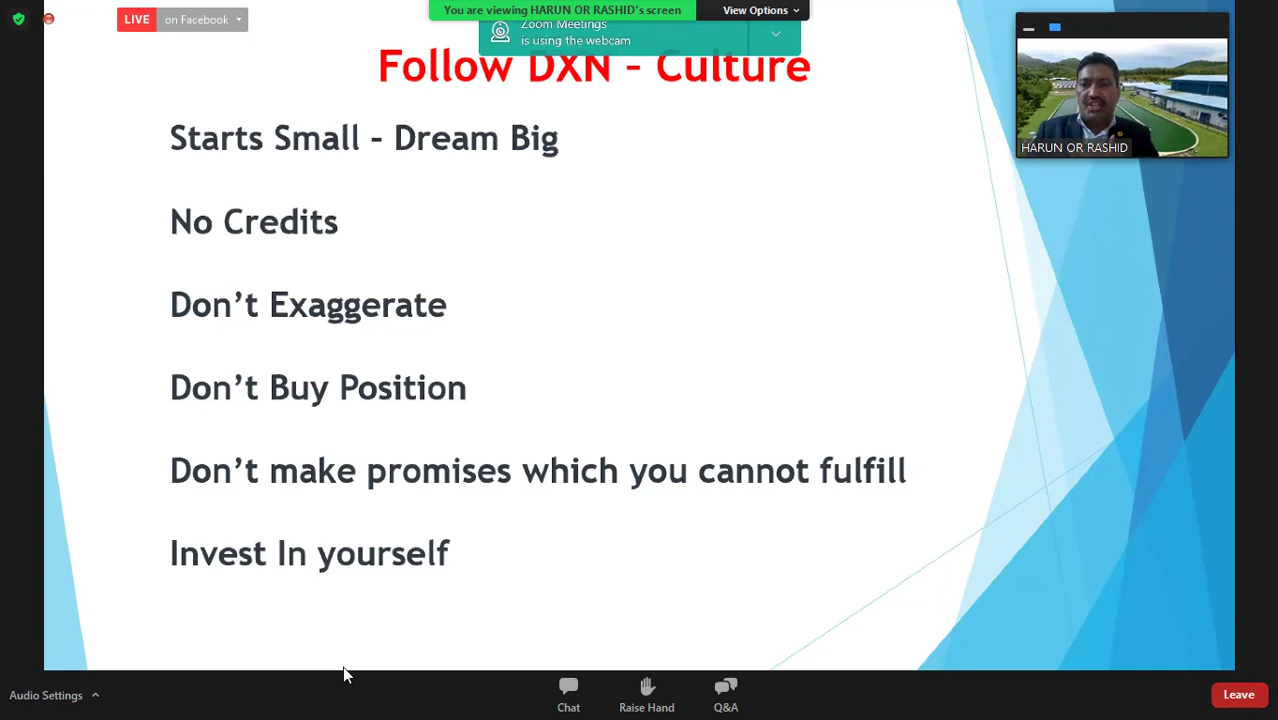 You are viewing HARUN OR RASHID's screen
View Options
LIVE on Facebook
Zoom Meetings
is using the webcam
Follow DXN – Culture
HARUN OR RASHID
Starts Small – Dream Big
No Credits
Don't Exaggerate
Don't Buy Position
Don't make promises which you cannot fulfill
Invest In yourself
Audio Settings
Chat
Raise Hand
Q&A
Leave